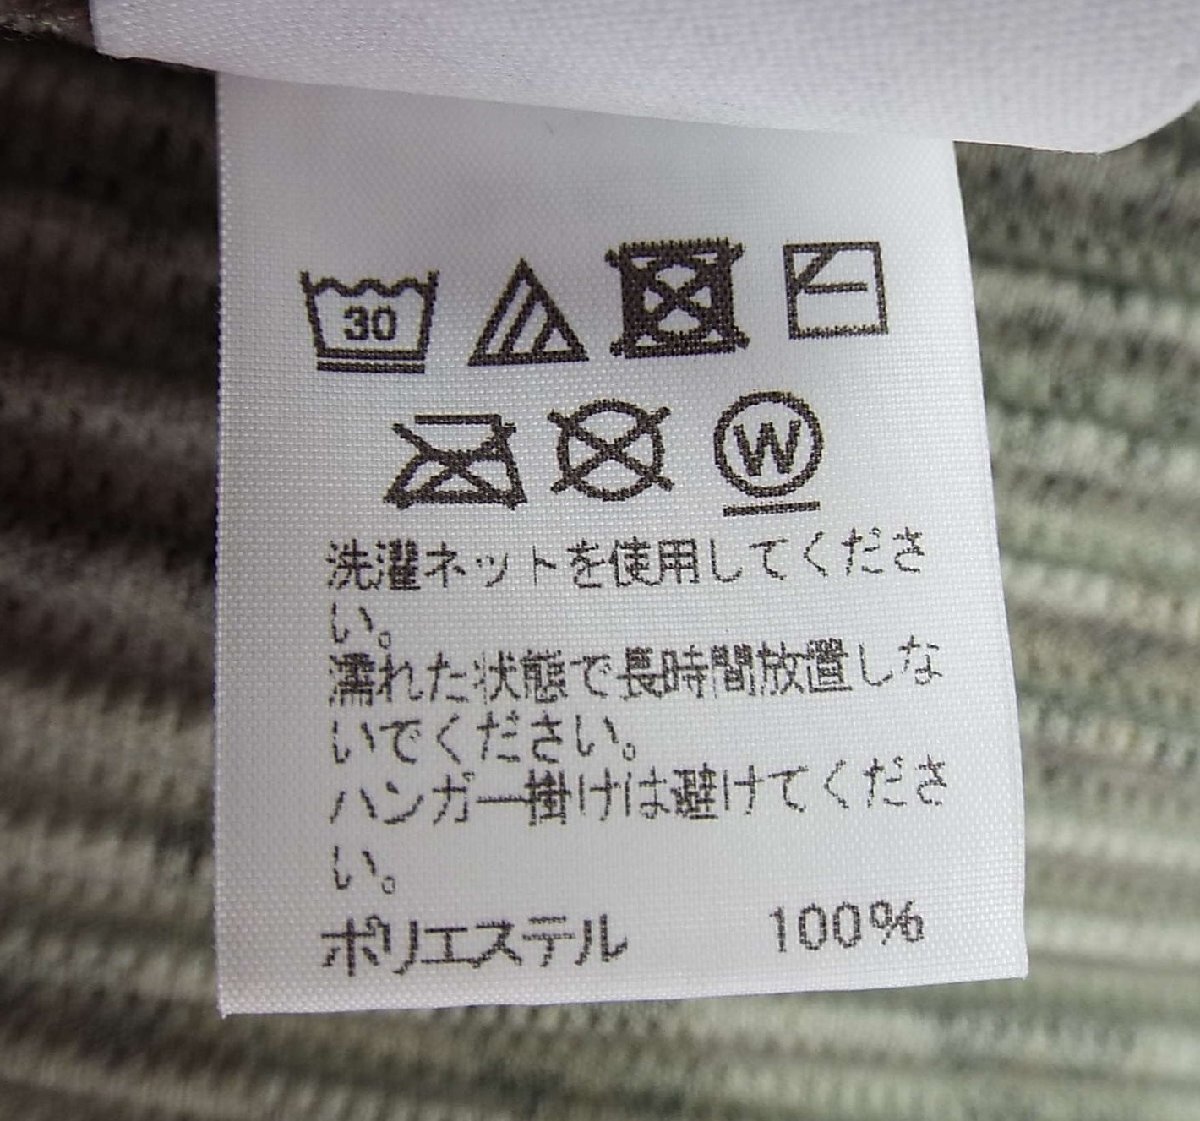 30
W
洗濯ネットを使用してくださ
い。
濡れた状態で長時間放置しな
いでください。
ハンガー掛けは避けてくださ
い。
ポリエステル 100%